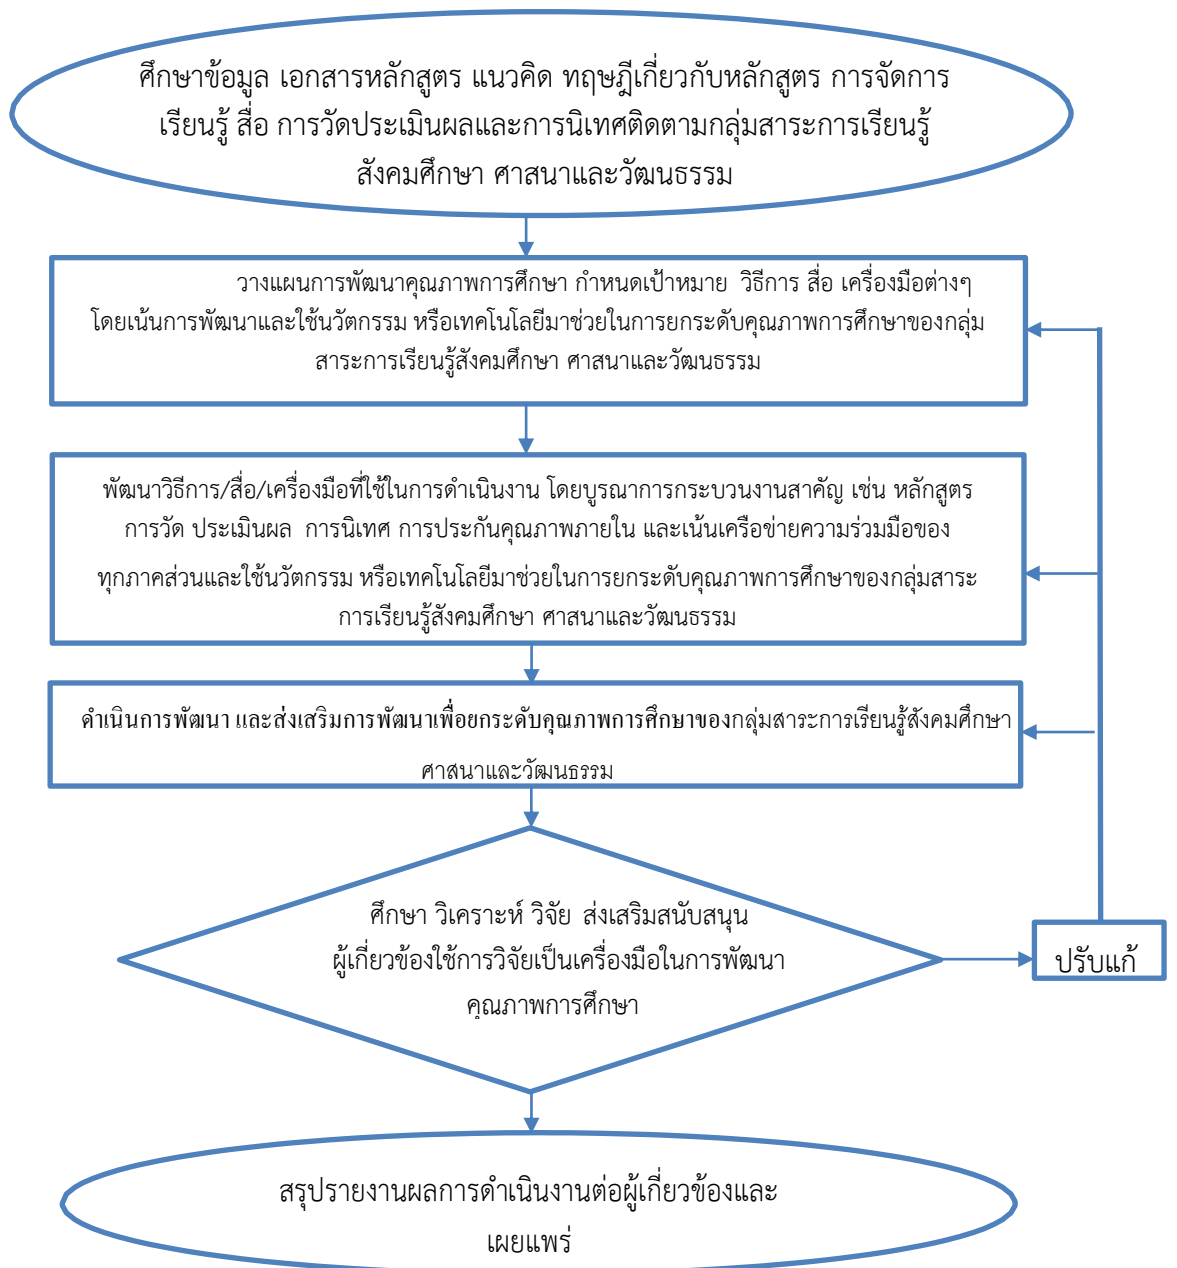 ศึกษาข้อมูล เอกสารหลักสูตร แนวคิด ทฤษฎีเกี่ยวกับหลักสูตร การจัดการ
เรียนรู้ สื่อ การวัดประเมินผลและการนิเทศติดตามกลุ่มสาระการเรียนรู้
สังคมศึกษา ศาสนาและวัฒนธรรม
วางแผนการพัฒนาคุณภาพการศึกษา กำหนดเป้าหมาย วิธีการ สื่อ เครื่องมือต่างๆ
โดยเน้นการพัฒนาและใช้นวัตกรรม หรือเทคโนโลยีมาช่วยในการยกระดับคุณภาพการศึกษาของกลุ่ม
สาระการเรียนรู้สังคมศึกษา ศาสนาและวัฒนธรรม
พัฒนาวิธีการ/สื่อ/เครื่องมือที่ใช้ในการดำเนินงาน โดยบูรณาการกระบวนงานสาคัญ เช่น หลักสูตร
การวัด ประเมินผล การนิเทศ การประกันคุณภาพภายใน และเน้นเครือข่ายความร่วมมือของ
ทุกภาคส่วนและใช้นวัตกรรม หรือเทคโนโลยีมาช่วยในการยกระดับคุณภาพการศึกษาของกลุ่มสาระ
การเรียนรู้สังคมศึกษา ศาสนาและวัฒนธรรม
ดำเนินการพัฒนา และส่งเสริมการพัฒนาเพื่อยกระดับคุณภาพการศึกษาของกลุ่มสาระการเรียนรู้สังคมศึกษา
ศาสนาและวัฒนธรรม
ศึกษา วิเคราะห์ วิจัย ส่งเสริมสนับสนุน
ผู้เกี่ยวข้องใช้การวิจัยเป็นเครื่องมือในการพัฒนา
คุณภาพการศึกษา
ปรับแก้
สรุปรายงานผลการดำเนินงานต่อผู้เกี่ยวข้องและ
เผยแพร่